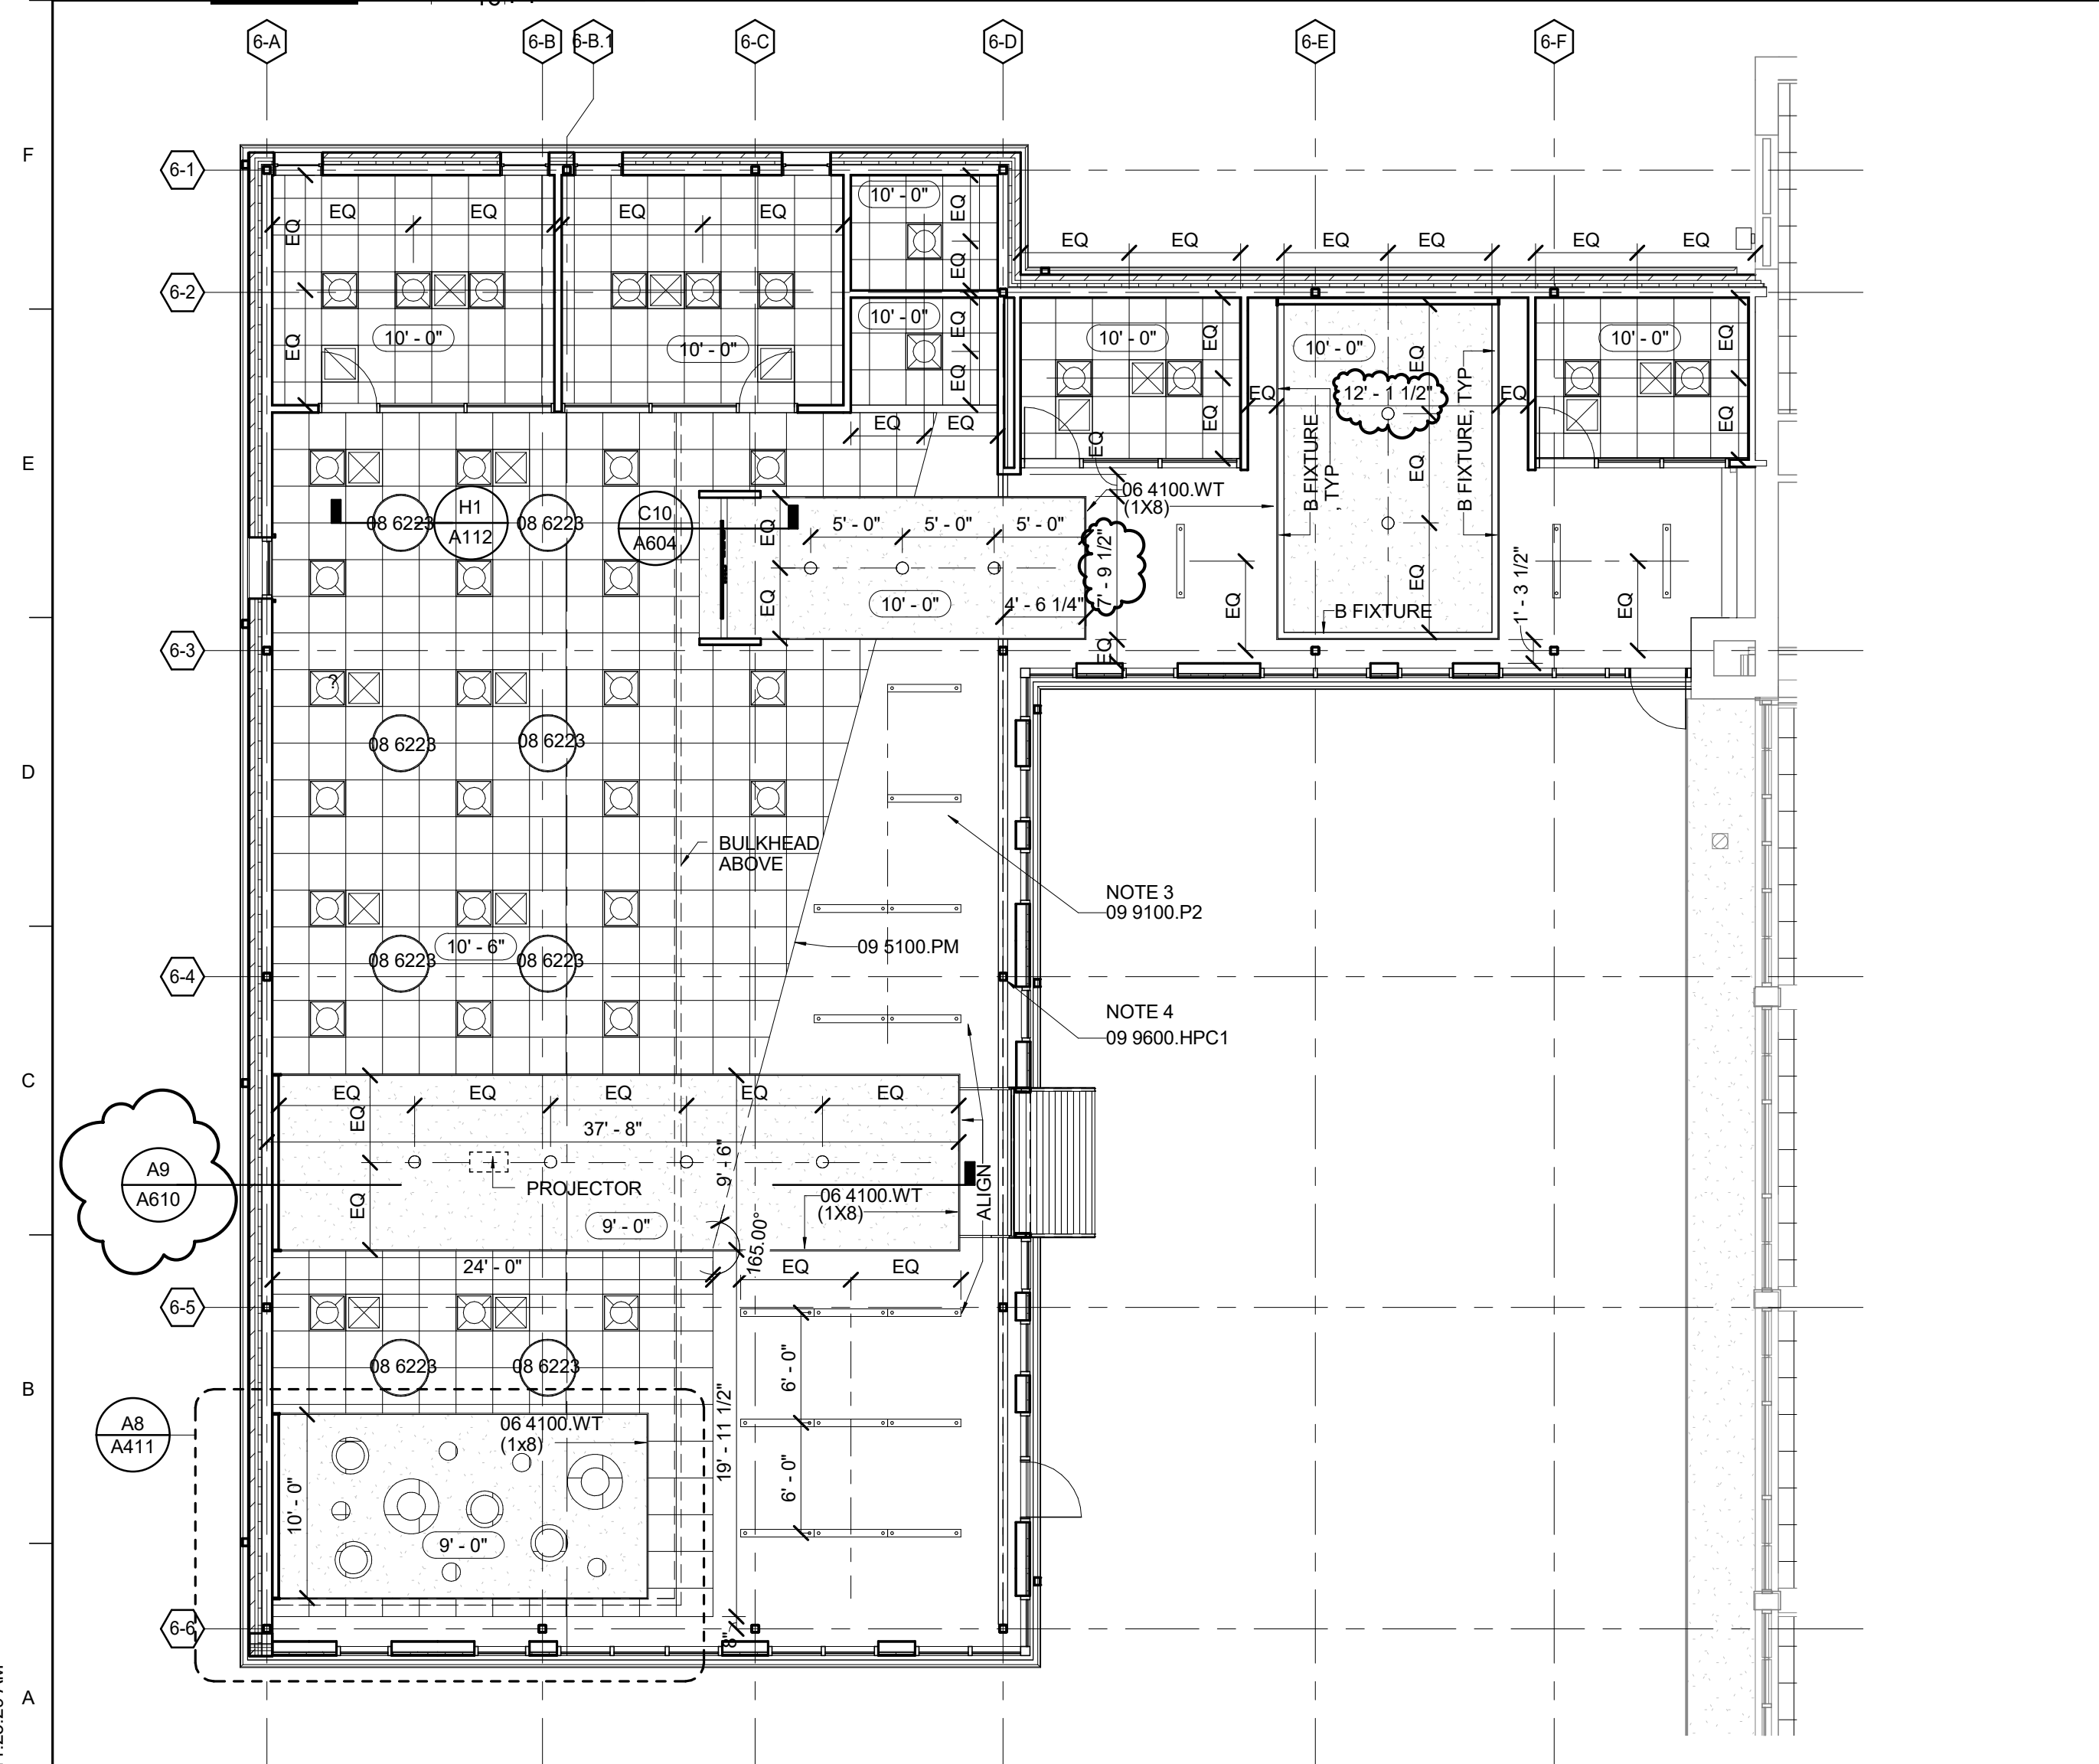 6-A
6-B
6-B.1
6-C
6-D
6-E
6-F
F
6-1
10' - 0"
EQ
EQ
EQ
EQ
EQ
EQ
EQ
EQ
EQ
EQ
EQ
EQ
EQ
EQ
6-2
10' - 0"
EQ
10' - 0"
10' - 0"
EQ
EQ
10' - 0"
EQ
10' - 0"
EQ
10' - 0"
EQ
EQ
EQ
12' - 1 1/2"
EQ
EQ
EQ
EQ
EQ
EQ
EQ
E
B FIXTURE
, TYP
B FIXTURE, TYP
EQ
06 4100.WT
(1X8)
08 6223
H1
A112
08 6223
C10
A604
EQ
5' - 0"
5' - 0"
5' - 0"
7' - 9 1/2"
EQ
10' - 0"
4' - 6 1/4"
EQ
EQ
B FIXTURE
1' - 3 1/2"
EQ
EQ
6-3
?
08 6223
08 6223
D
BULKHEAD
ABOVE
NOTE 3
09 9100.P2
10' - 6"
09 5100.PM
08 6223
08 6223
6-4
NOTE 4
09 9600.HPC1
C
EQ
EQ
EQ
EQ
EQ
EQ
37' - 8"
9' - 6"
A9
A610
PROJECTOR
EQ
06 4100.WT
(1X8)
ALIGN
9' - 0"
165.00°
24' - 0"
EQ
EQ
6-5
08 6223
08 6223
6' - 0"
B
A8
A411
06 4100.WT
(1x8)
19' - 11 1/2"
10' - 0"
6' - 0"
9' - 0"
6-6
8"
A